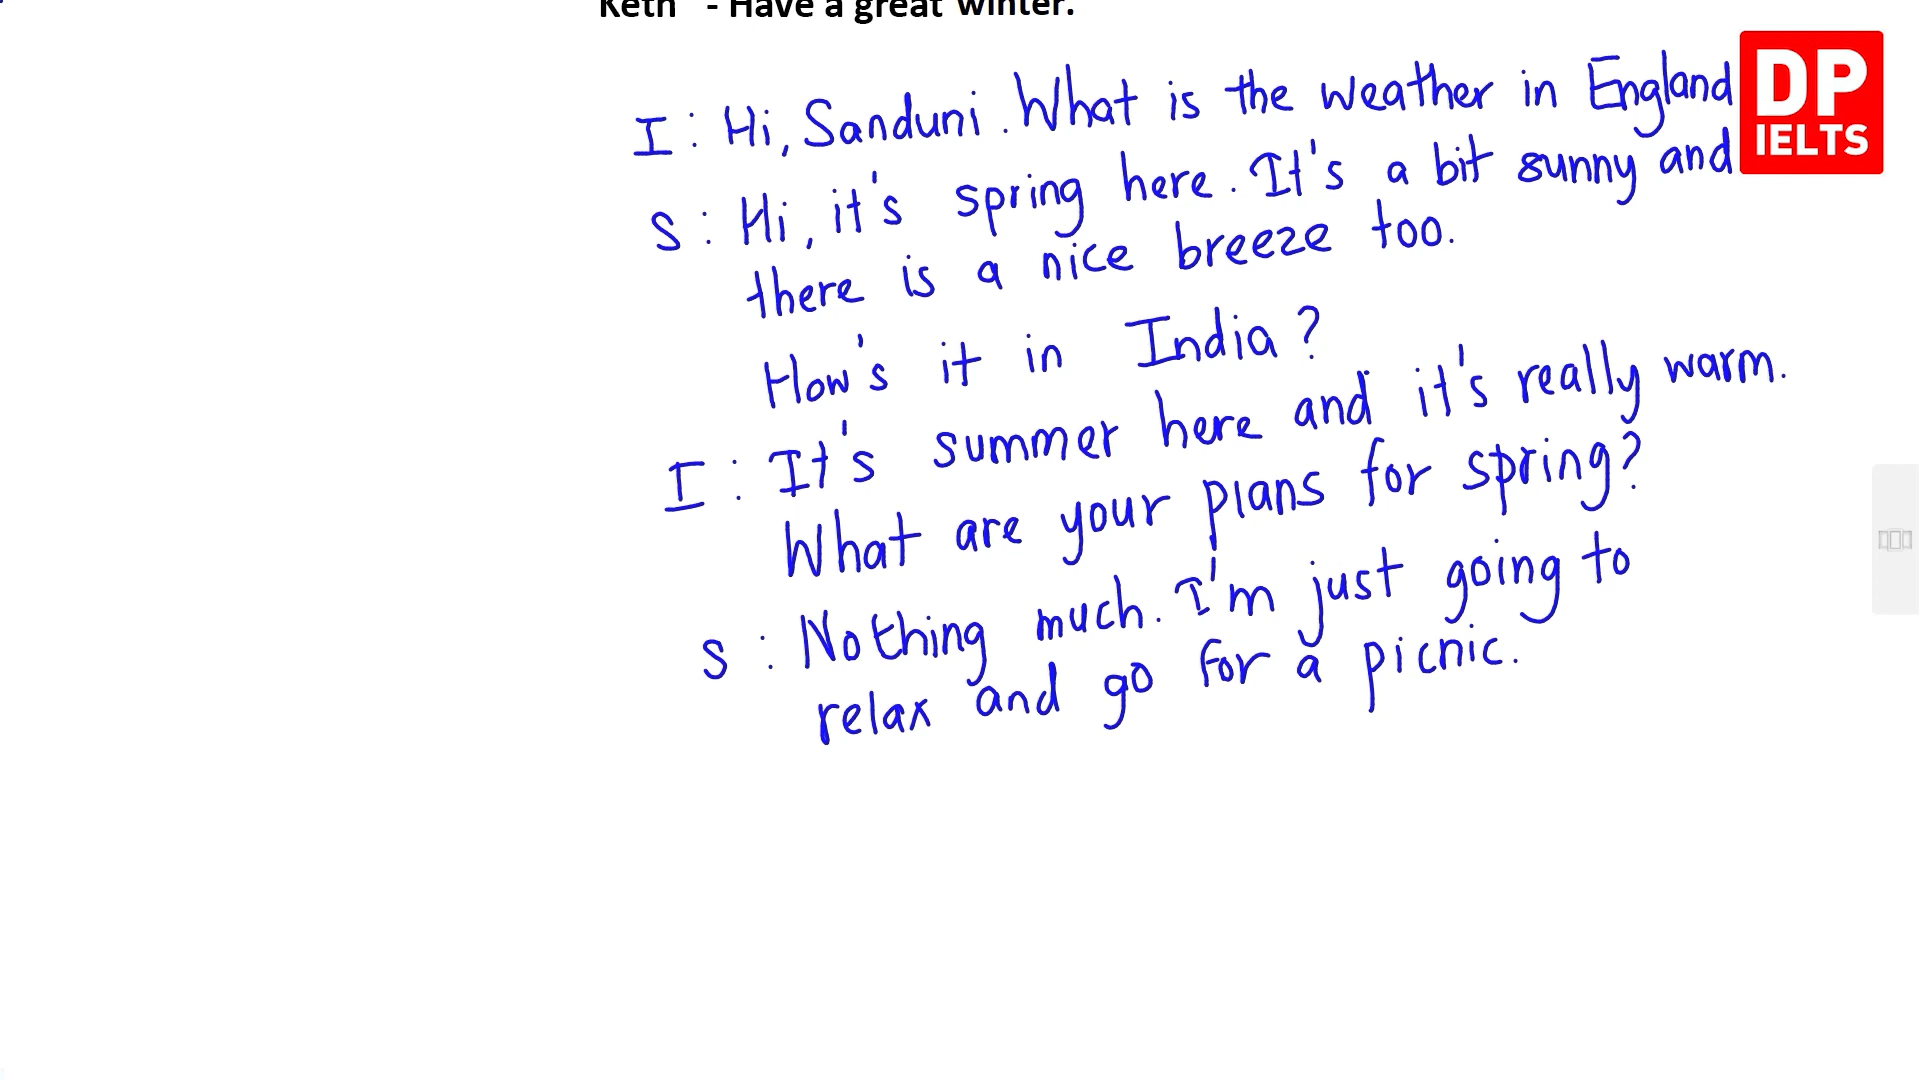 Keth - Have a great winter.
I : Hi, Sanduni. What is the weather in England
S : Hi, it's spring here. It's a bit sunny and
there is a nice breeze too.
How's it in India?
I : It's summer here and it's really warm.
What are your plans for spring?
S : Nothing much. I'm just going to
relax and go for a picnic.
DP
IELTS